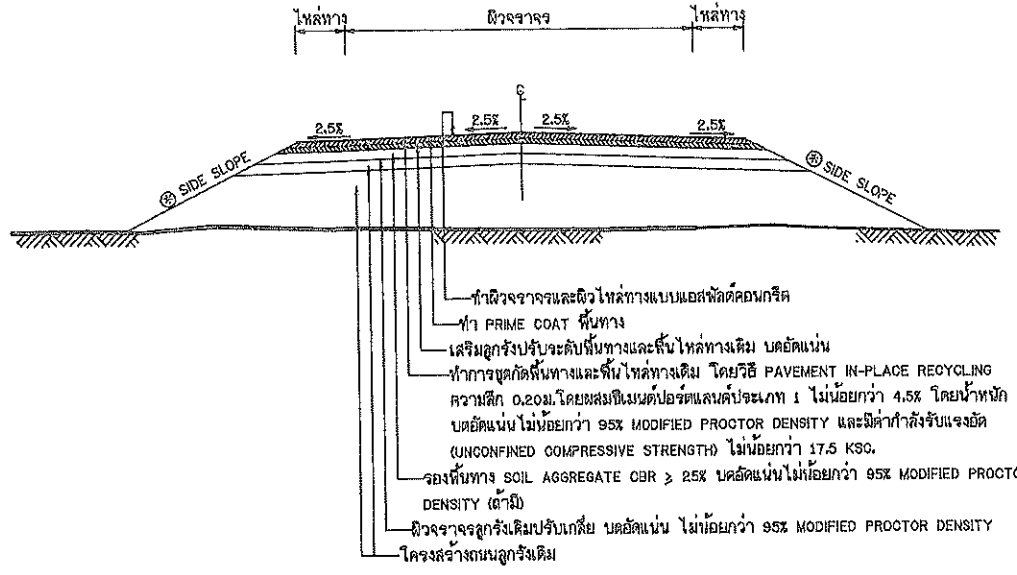 ไหล่ทาง ผิวจราจร ไหล่ทาง
2.5% 2.5% 2.5% 2.5%
SIDE SLOPE SIDE SLOPE
ทำผิวจราจรและผิวไหล่ทางแบบแอสฟัลต์คอนกรีต
ทำ PRIME COAT พื้นทาง
เสริมลูกรังปรับระดับพื้นทางและพื้นไหล่ทางเดิม บดอัดแน่น
ทำการขุดกัดพื้นทางและพื้นไหล่ทางเดิม โดยวิธี PAVEMENT IN-PLACE RECYCLING
ความลึก 0.20ม.โดยผสมซีเมนต์ปอร์ตแลนด์ประเภท 1 ไม่น้อยกว่า 4.5% โดยน้ำหนัก
บดอัดแน่นไม่น้อยกว่า 95% MODIFIED PROCTOR DENSITY และมีค่ากำลังรับแรงอัด
(UNCONFINED COMPRESSIVE STRENGTH) ไม่น้อยกว่า 17.5 KSC.
รองพื้นทาง SOIL AGGREGATE CBR ≥ 25% บดอัดแน่นไม่น้อยกว่า 95% MODIFIED PROCTO
DENSITY (ถ้ามี)
ผิวจราจรลูกรังเดิมปรับเกลี่ย บดอัดแน่น ไม่น้อยกว่า 95% MODIFIED PROCTOR DENSITY
โครงสร้างถนนลูกรังเดิม